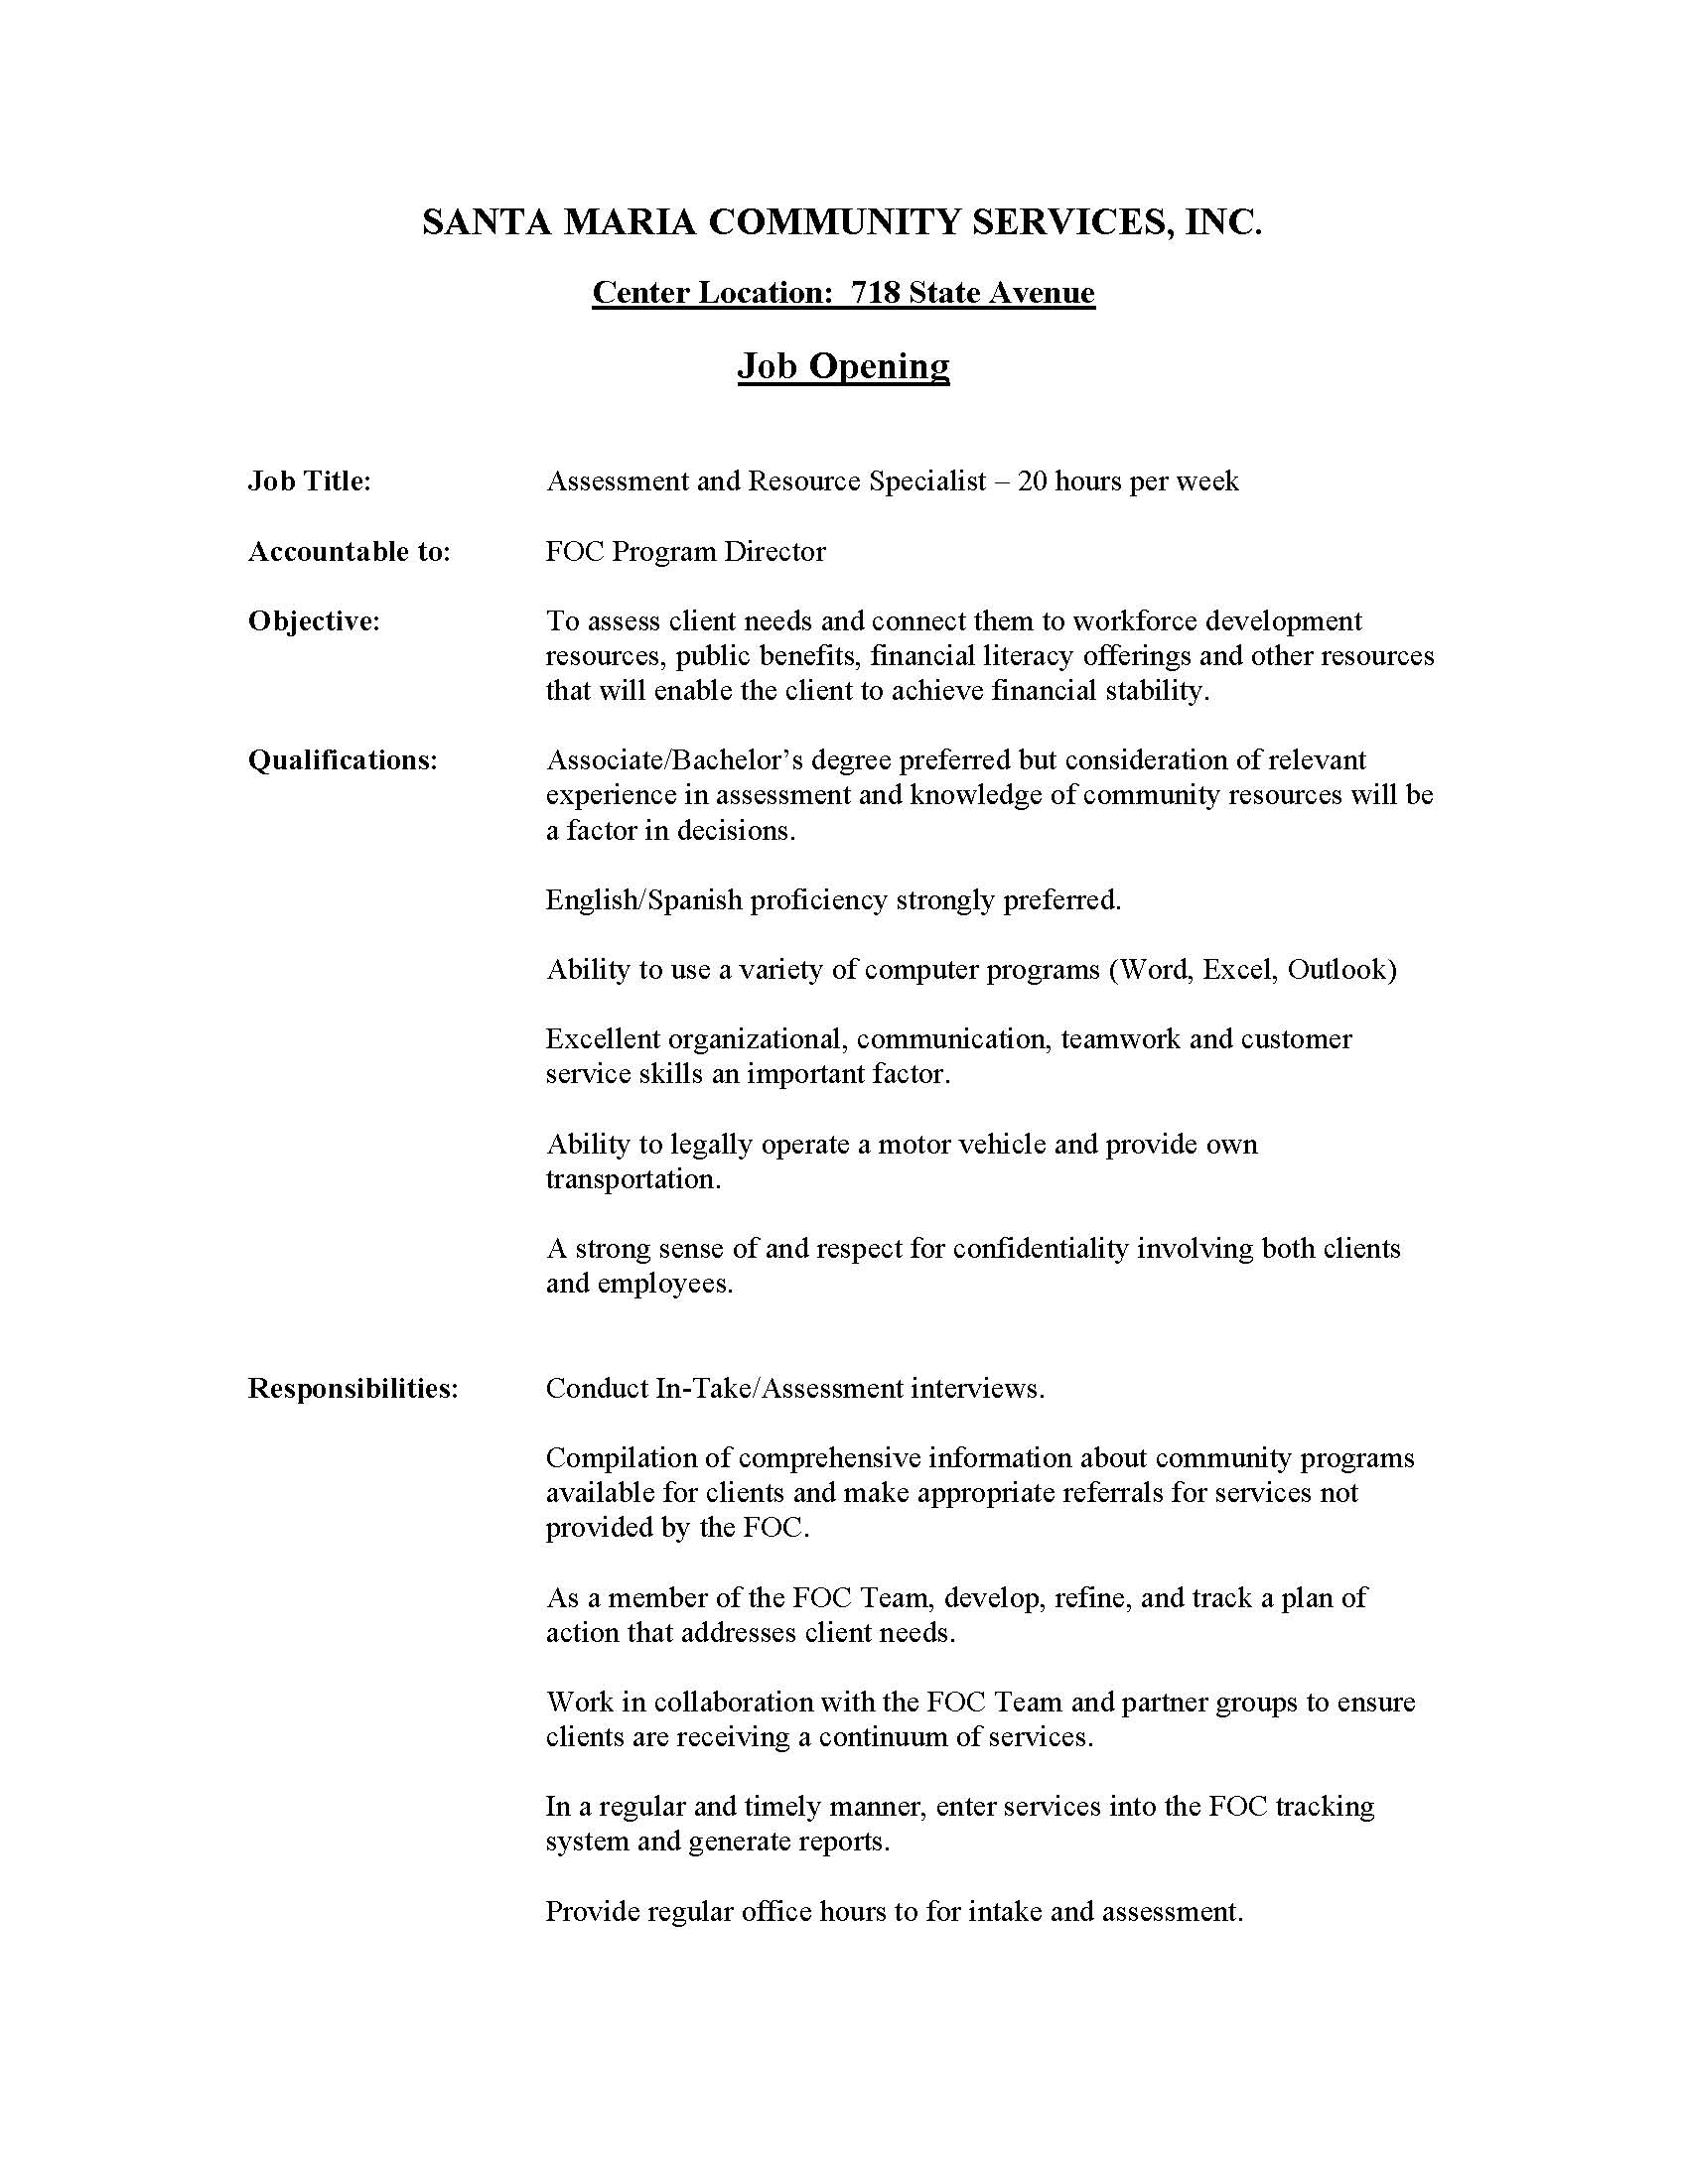 SANTA MARIA COMMUNITY SERVICES, INC.
Center Location:  718 State Avenue
Job Opening
Job Title: Assessment and Resource Specialist – 20 hours per week
Accountable to: FOC Program Director
Objective: To assess client needs and connect them to workforce development
resources, public benefits, financial literacy offerings and other resources
that will enable the client to achieve financial stability.
Qualifications: Associate/Bachelor’s degree preferred but consideration of relevant
experience in assessment and knowledge of community resources will be
a factor in decisions.
English/Spanish proficiency strongly preferred.
Ability to use a variety of computer programs (Word, Excel, Outlook)
Excellent organizational, communication, teamwork and customer
service skills an important factor.
Ability to legally operate a motor vehicle and provide own
transportation.
A strong sense of and respect for confidentiality involving both clients
and employees.
Responsibilities: Conduct In-Take/Assessment interviews.
Compilation of comprehensive information about community programs
available for clients and make appropriate referrals for services not
provided by the FOC.
As a member of the FOC Team, develop, refine, and track a plan of
action that addresses client needs.
Work in collaboration with the FOC Team and partner groups to ensure
clients are receiving a continuum of services.
In a regular and timely manner, enter services into the FOC tracking
system and generate reports.
Provide regular office hours to for intake and assessment.